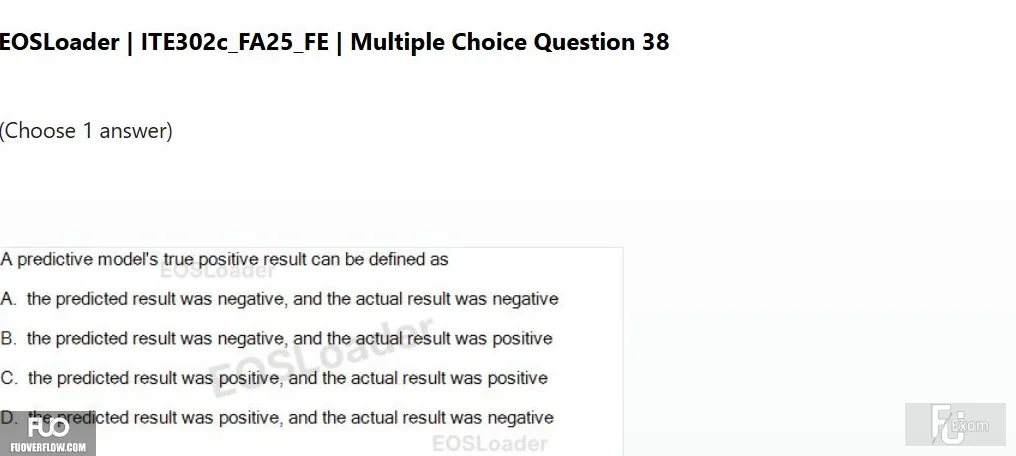 EOSLoader | ITE302c_FA25_FE | Multiple Choice Question 38
(Choose 1 answer)
A predictive model's true positive result can be defined as
EOSLoader
A. the predicted result was negative, and the actual result was negative
B. the predicted result was negative, and the actual result was positive
EOSLoader
C. the predicted result was positive, and the actual result was positive
D. the predicted result was positive, and the actual result was negative
FUO
FUOVERFLOW.COM
EOSLoader
Exam